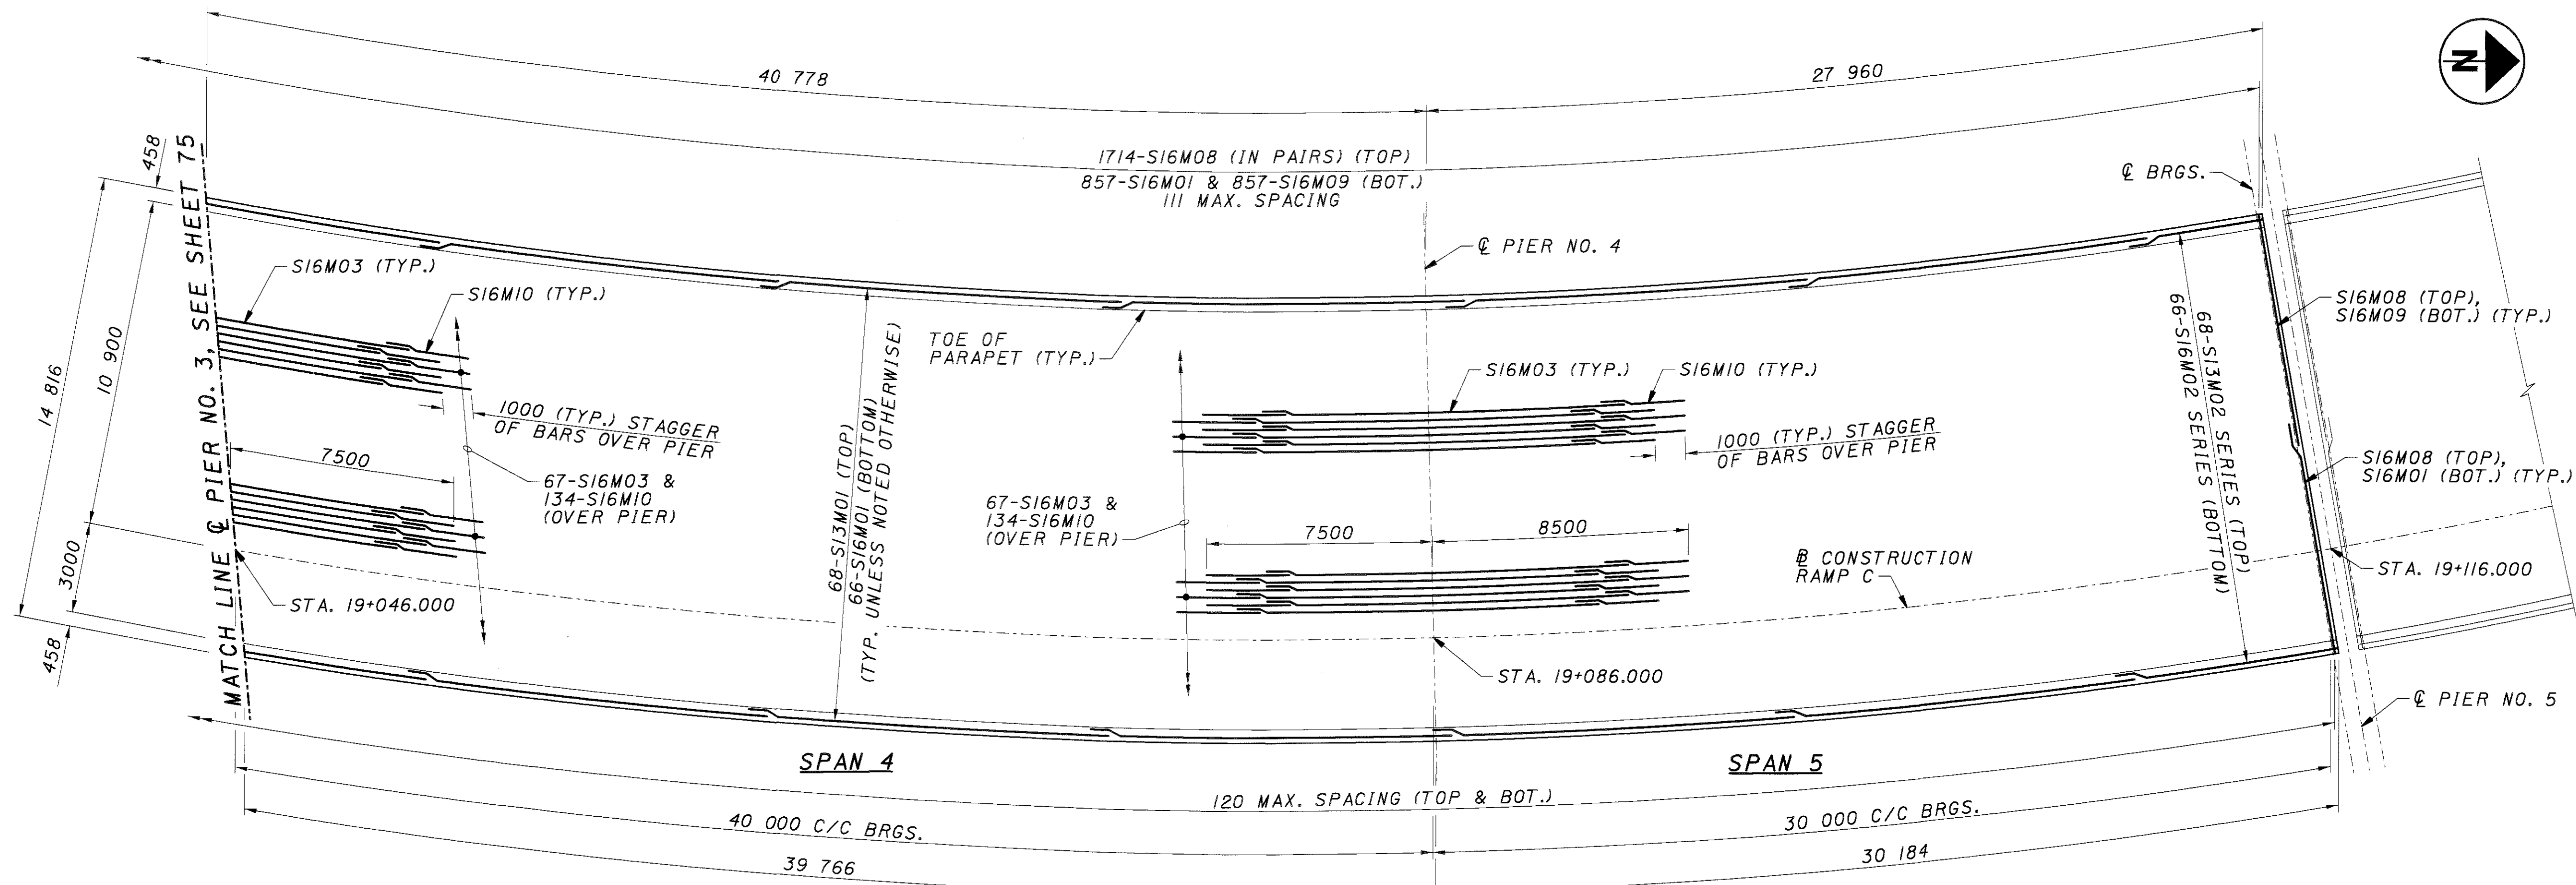 40 778
27 960
N
1714-S16M08 (IN PAIRS) (TOP)
857-S16M01 & 857-S16M09 (BOT.)
111 MAX. SPACING
℄ BRGS.
458
14 816
10 900
3000
458
MATCH LINE ℄ PIER NO. 3, SEE SHEET 75
S16M03 (TYP.)
S16M10 (TYP.)
1000 (TYP.) STAGGER
OF BARS OVER PIER
7500
67-S16M03 &
134-S16M10
(OVER PIER)
STA. 19+046.000
68-S13M01 (TOP)
66-S16M01 (BOTTOM)
(TYP. UNLESS NOTED OTHERWISE)
TOE OF
PARAPET (TYP.)
℄ PIER NO. 4
S16M03 (TYP.)
S16M10 (TYP.)
1000 (TYP.) STAGGER
OF BARS OVER PIER
67-S16M03 &
134-S16M10
(OVER PIER)
7500
8500
BL CONSTRUCTION
RAMP C
STA. 19+086.000
68-S13M02 SERIES (TOP)
66-S16M02 SERIES (BOTTOM)
S16M08 (TOP),
S16M09 (BOT.) (TYP.)
S16M08 (TOP),
S16M01 (BOT.) (TYP.)
STA. 19+116.000
℄ PIER NO. 5
SPAN 4
SPAN 5
120 MAX. SPACING (TOP & BOT.)
40 000 C/C BRGS.
30 000 C/C BRGS.
39 766
30 184